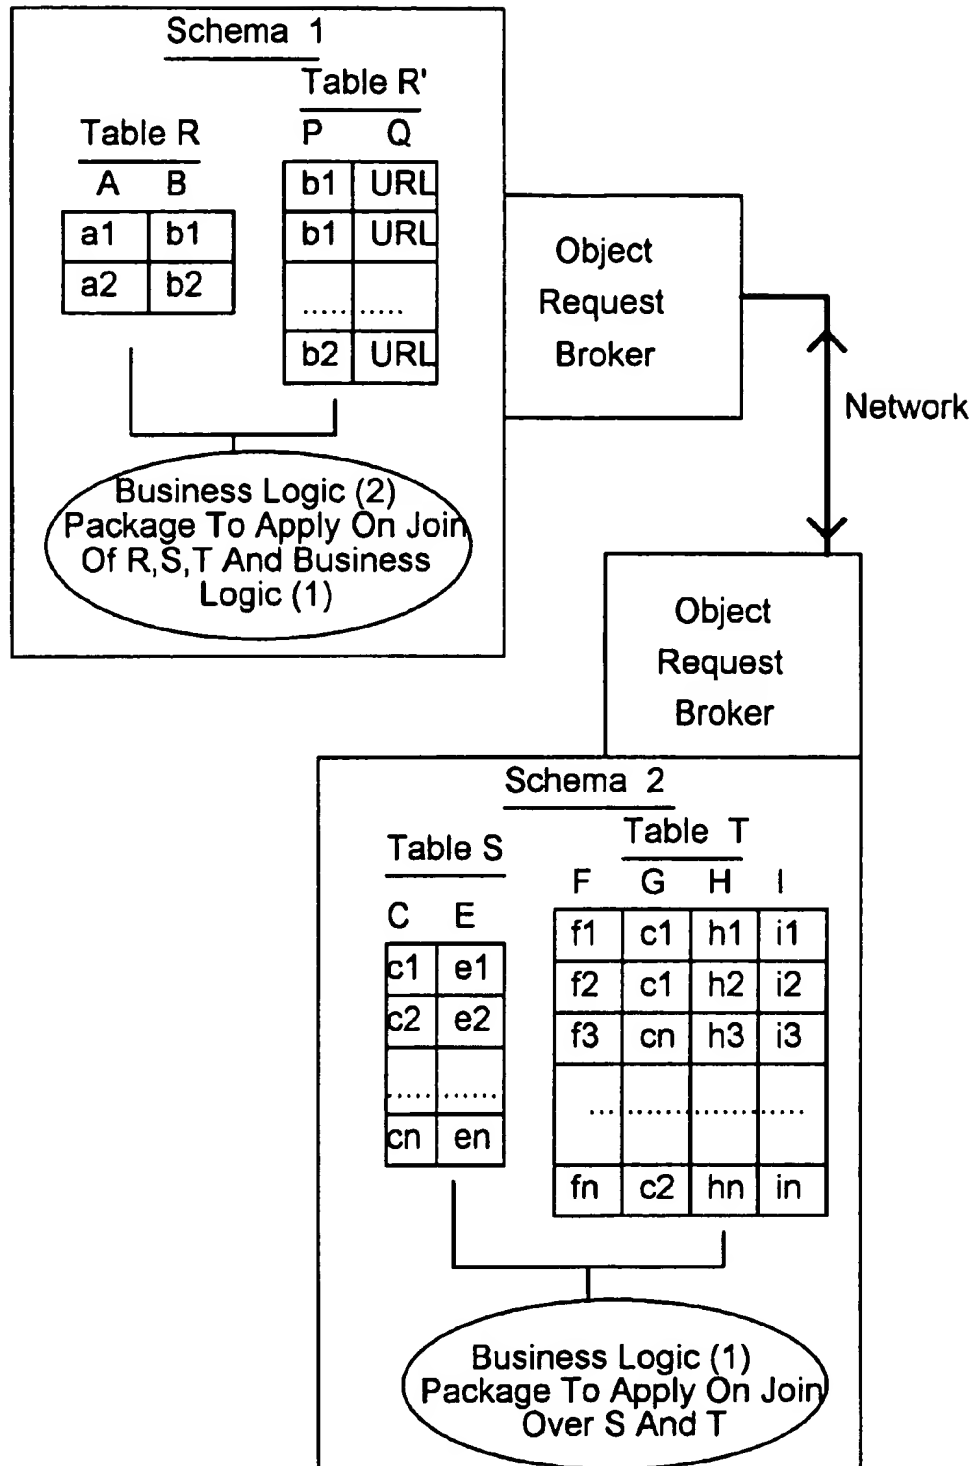 Schema 1
Table R'
Table R
P Q
A B
b1 URL
a1 b1
b1 URL
a2 b2
..........
b2 URL
Business Logic (2)
Package To Apply On Join
Of R,S,T And Business
Logic (1)
Object
Request
Broker
Network
Object
Request
Broker
Schema 2
Table S
Table T
F G H I
C E
f1 c1 h1 i1
c1 e1
f2 c1 h2 i2
c2 e2
f3 cn h3 i3
............
......................
cn en
fn c2 hn in
Business Logic (1)
Package To Apply On Join
Over S And T